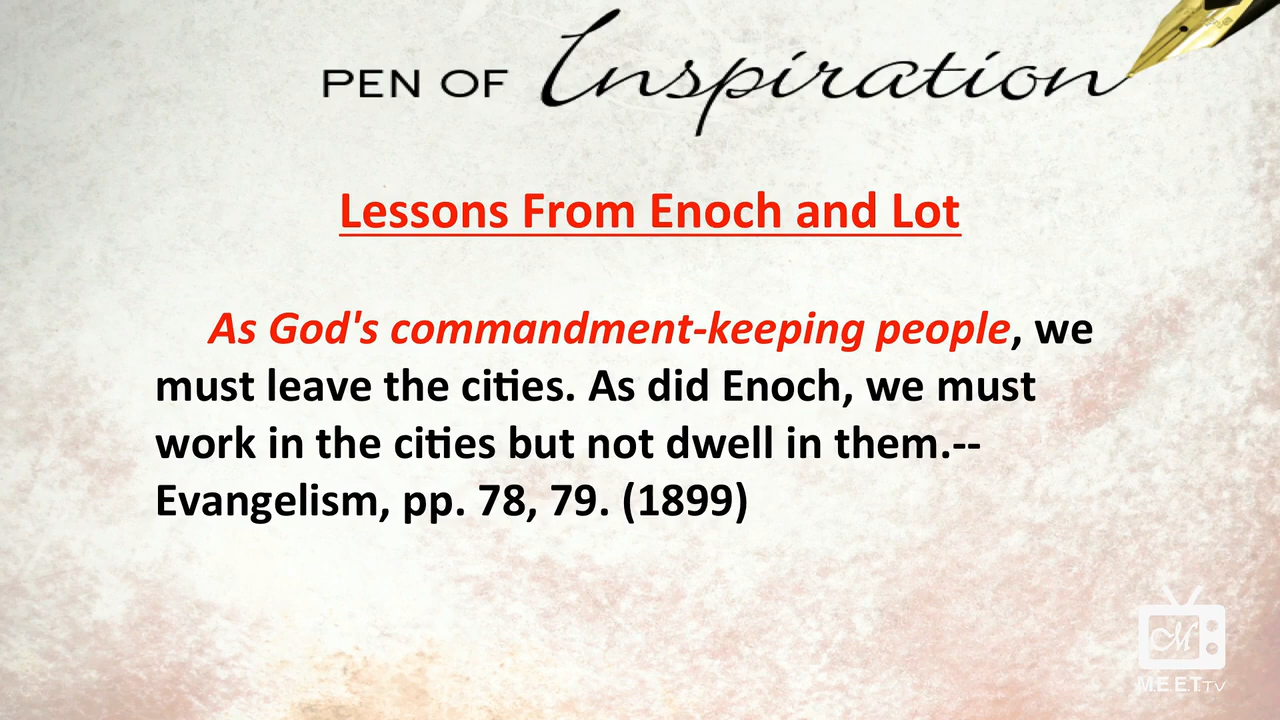 PEN OF Inspiration
Lessons From Enoch and Lot
As God's commandment-keeping people, we
must leave the cities. As did Enoch, we must
work in the cities but not dwell in them.--
Evangelism, pp. 78, 79. (1899)
M
M.E.E.T.TV